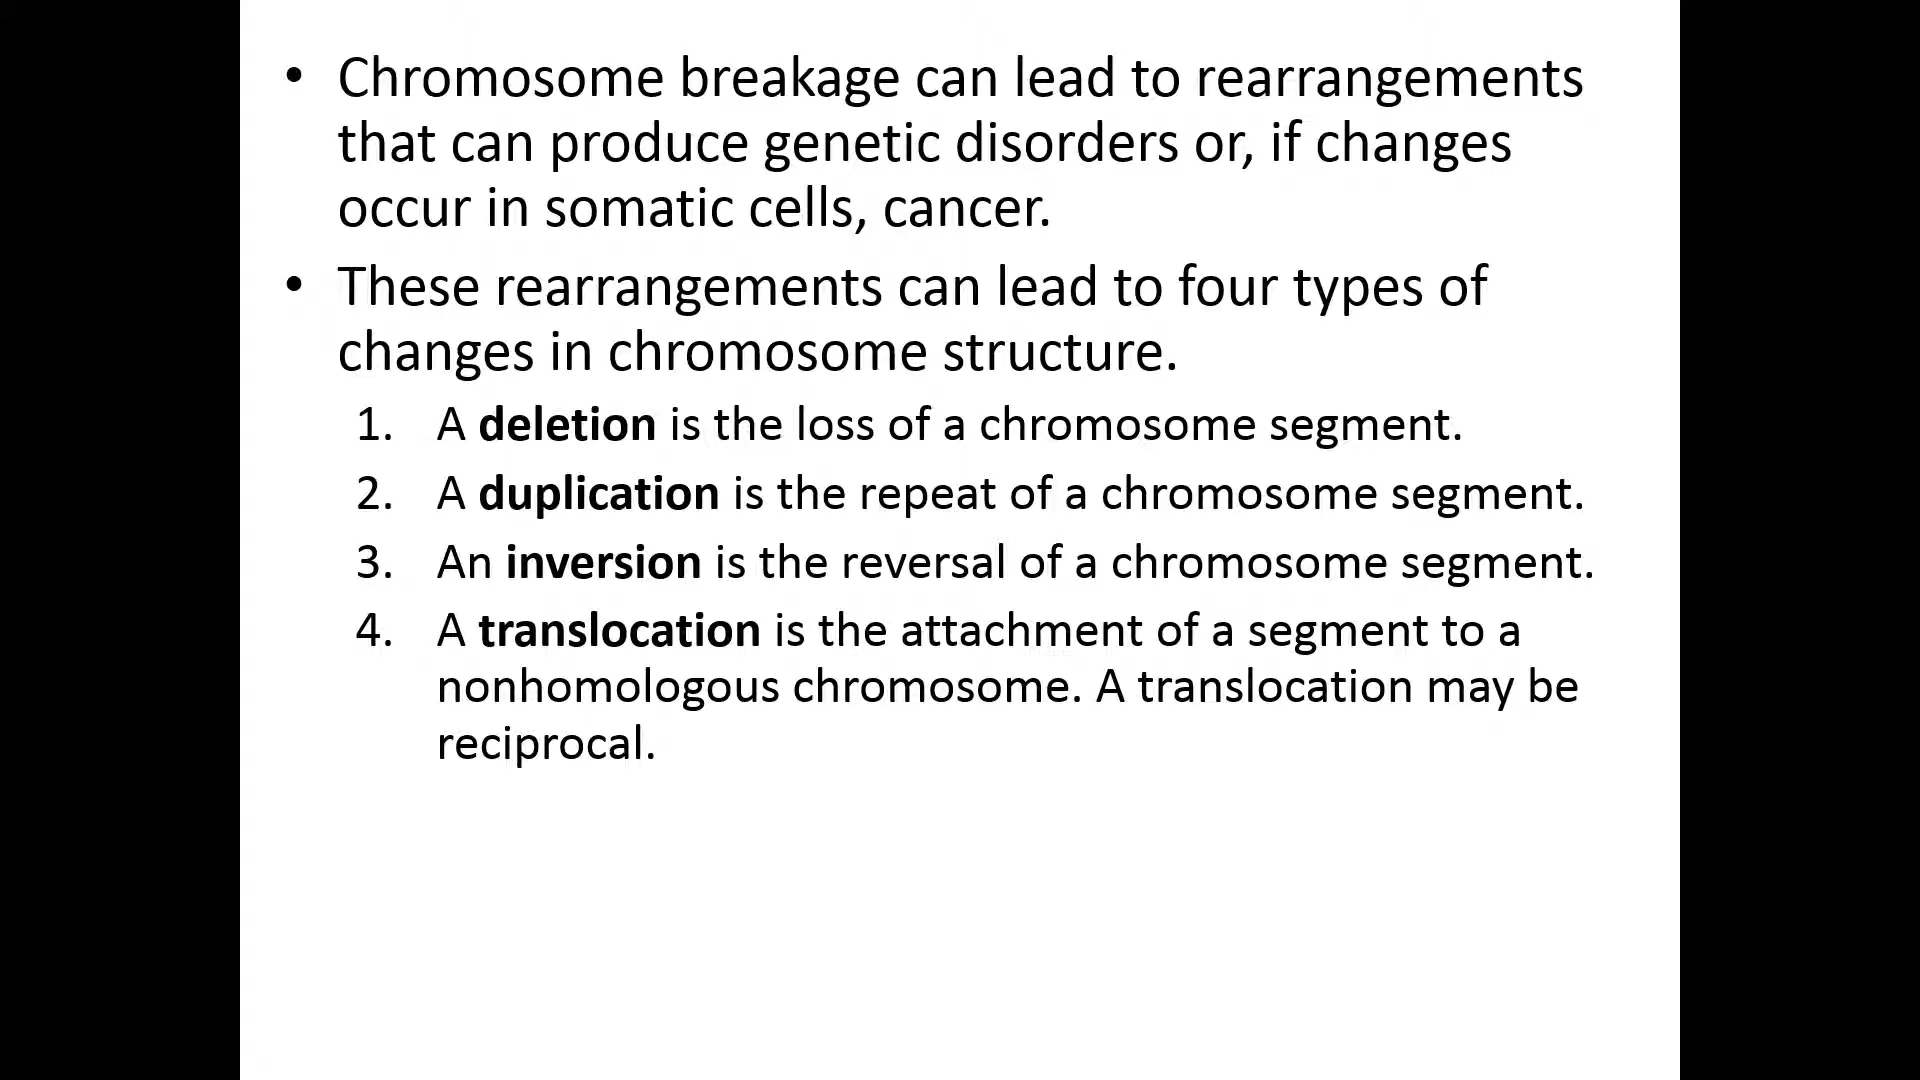 • Chromosome breakage can lead to rearrangements
that can produce genetic disorders or, if changes
occur in somatic cells, cancer.
• These rearrangements can lead to four types of
changes in chromosome structure.
1. A deletion is the loss of a chromosome segment.
2. A duplication is the repeat of a chromosome segment.
3. An inversion is the reversal of a chromosome segment.
4. A translocation is the attachment of a segment to a
nonhomologous chromosome. A translocation may be
reciprocal.